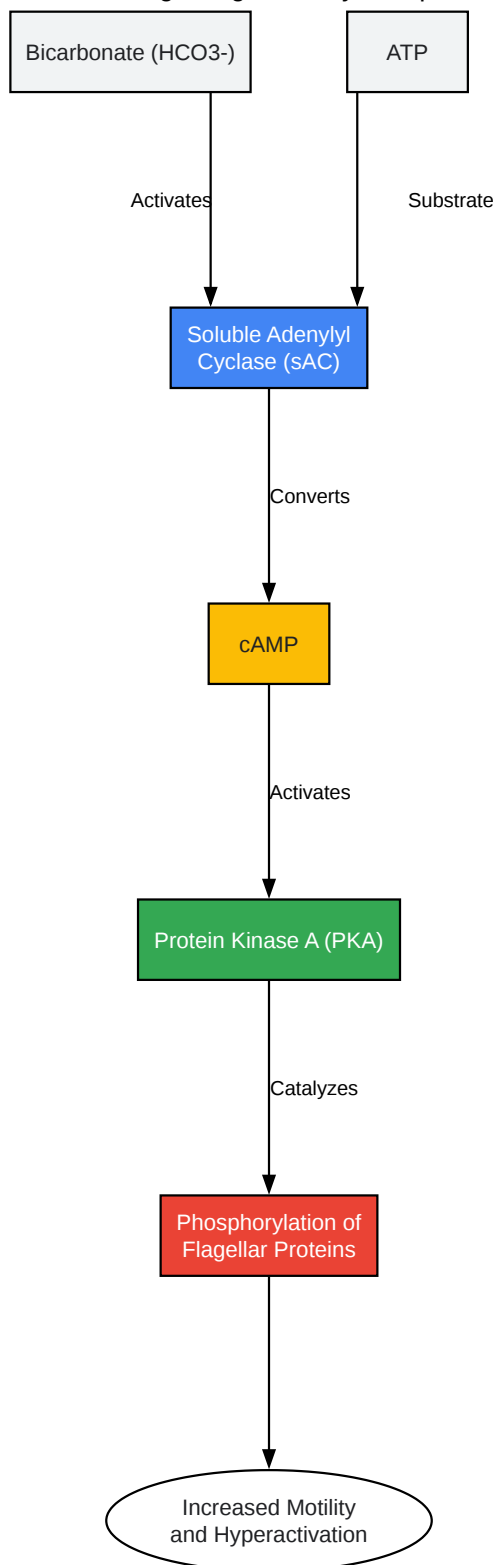 Bicarbonate (HCO3-)
ATP
Activates
Substrate
Soluble Adenylyl
Cyclase (sAC)
Converts
cAMP
Activates
Protein Kinase A (PKA)
Catalyzes
Phosphorylation of
Flagellar Proteins
Increased Motility
and Hyperactivation